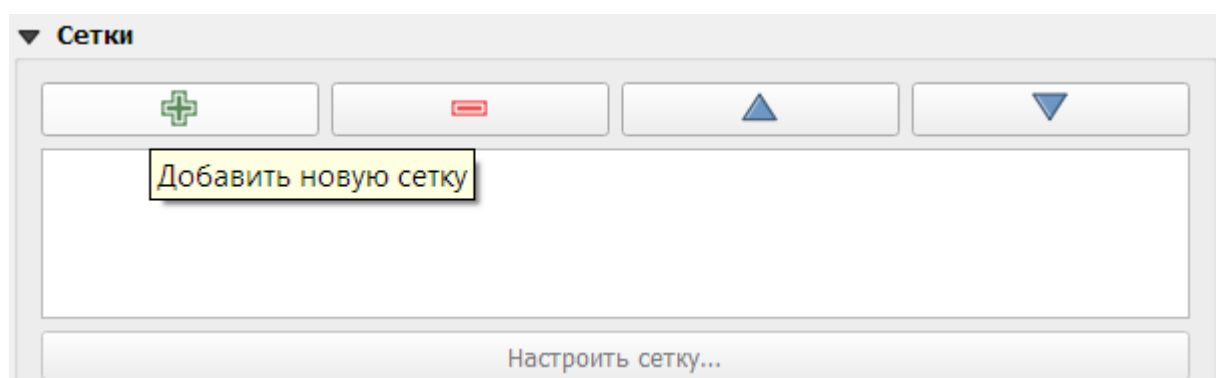 Сетки
Добавить новую сетку
Настроить сетку...